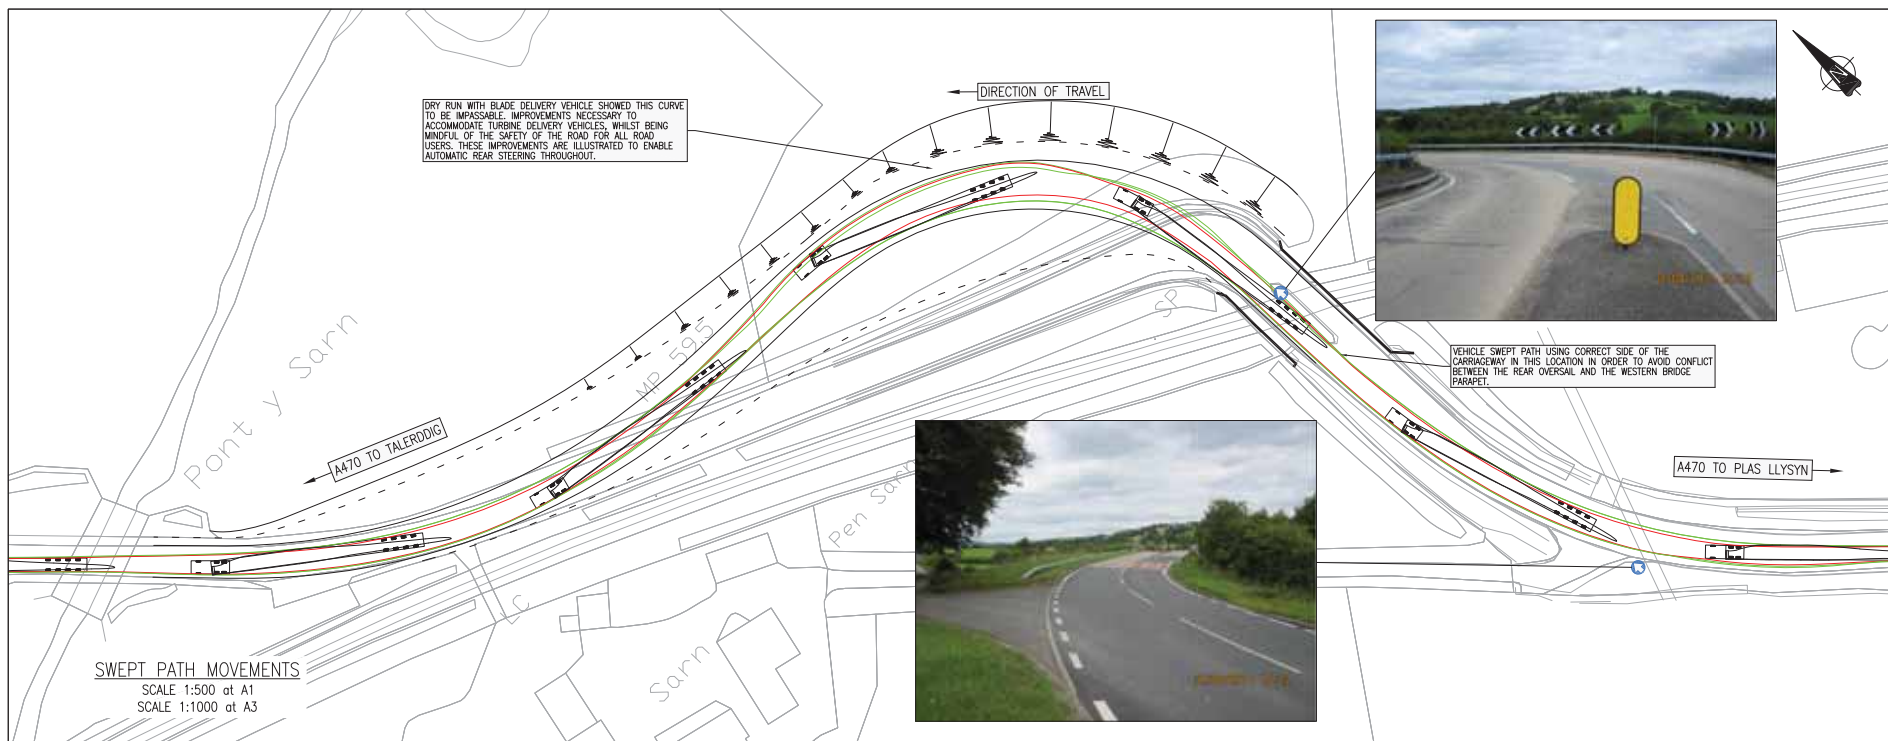 DIRECTION OF TRAVEL
DRY RUN WITH BLADE DELIVERY VEHICLE SHOWED THIS CURVE
TO BE IMPASSABLE. IMPROVEMENTS NECESSARY TO
ACCOMMODATE TURBINE DELIVERY VEHICLES, WHILST BEING
MINDFUL OF THE SAFETY OF THE ROAD FOR ALL ROAD
USERS. THESE IMPROVEMENTS ARE ILLUSTRATED TO ENABLE
AUTOMATIC REAR STEERING THROUGHOUT.
N
VEHICLE SWEPT PATH USING CORRECT SIDE OF THE
CARRIAGEWAY IN THIS LOCATION IN ORDER TO AVOID CONFLICT
BETWEEN THE REAR OVERSAIL AND THE WESTERN BRIDGE
PARAPET.
SP
MP 59.5
Pont y Sarn
A470 TO TALERDDIG
A470 TO PLAS LLYSYN
Pen Sarn
LC
Sarn
SWEPT PATH MOVEMENTS
SCALE 1:500 at A1
SCALE 1:1000 at A3